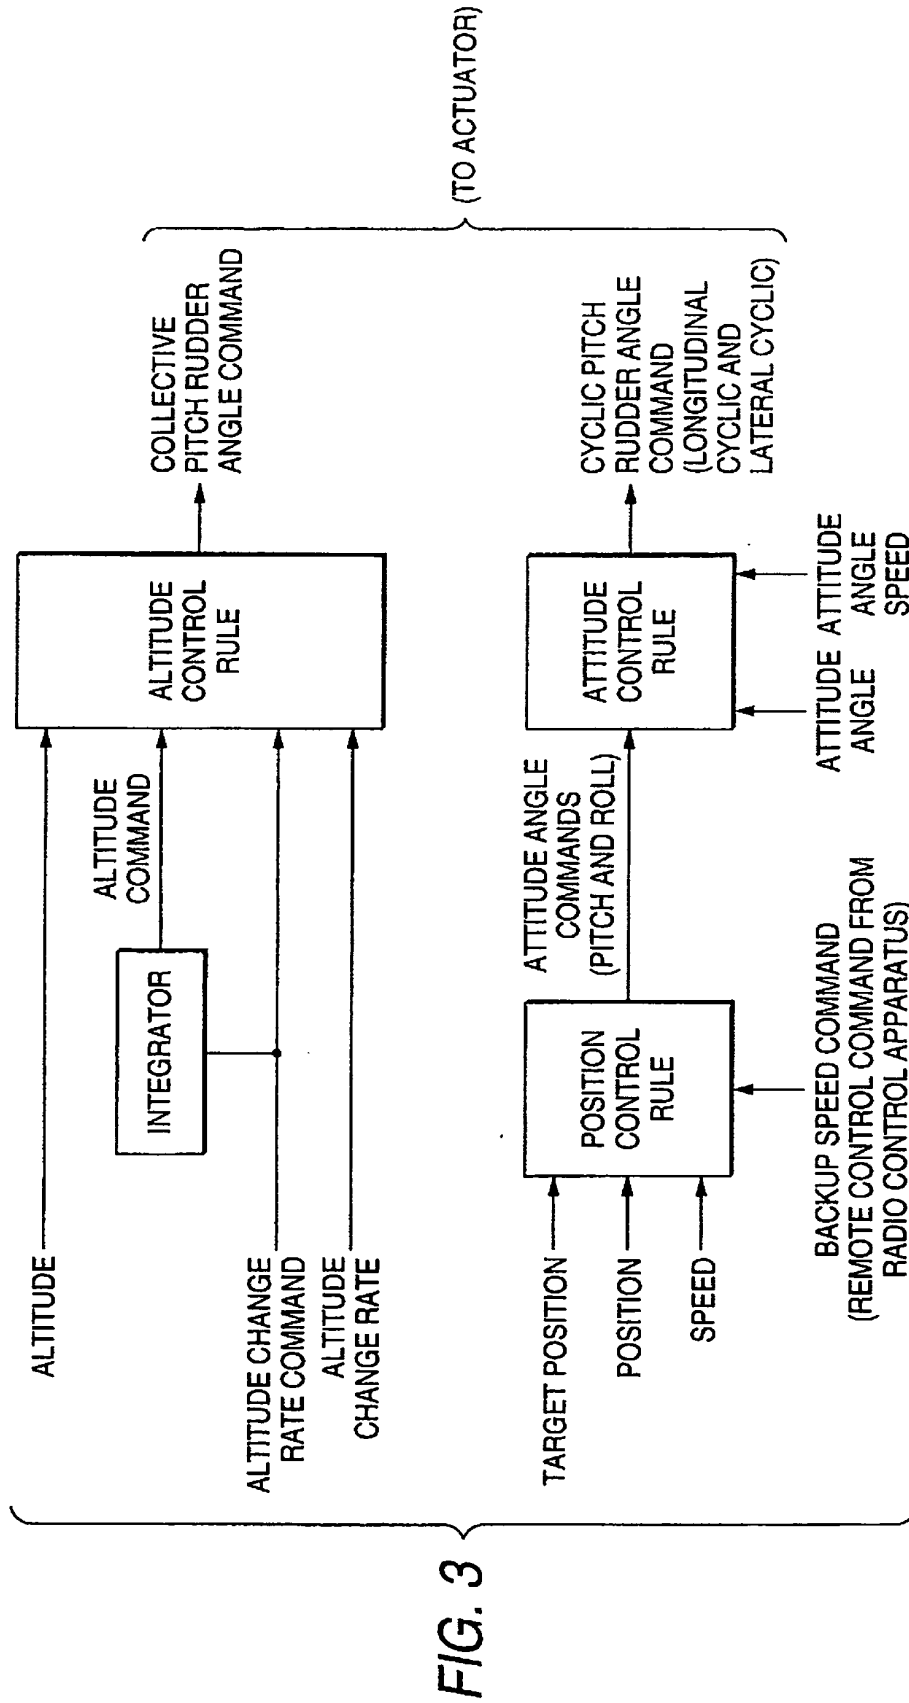 FIG. 3
ALTITUDE
ALTITUDE CHANGE
RATE COMMAND
ALTITUDE
CHANGE RATE
INTEGRATOR
ALTITUDE
COMMAND
ALTITUDE
CONTROL
RULE
COLLECTIVE
PITCH RUDDER
ANGLE COMMAND
(TO ACTUATOR)
TARGET POSITION
POSITION
SPEED
POSITION
CONTROL
RULE
BACKUP SPEED COMMAND
(REMOTE CONTROL COMMAND FROM
RADIO CONTROL APPARATUS)
ATTITUDE ANGLE
COMMANDS
(PITCH AND ROLL)
ATTITUDE
CONTROL
RULE
ATTITUDE
ANGLE
ATTITUDE
ANGLE
SPEED
CYCLIC PITCH
RUDDER ANGLE
COMMAND
(LONGITUDINAL
CYCLIC AND
LATERAL CYCLIC)